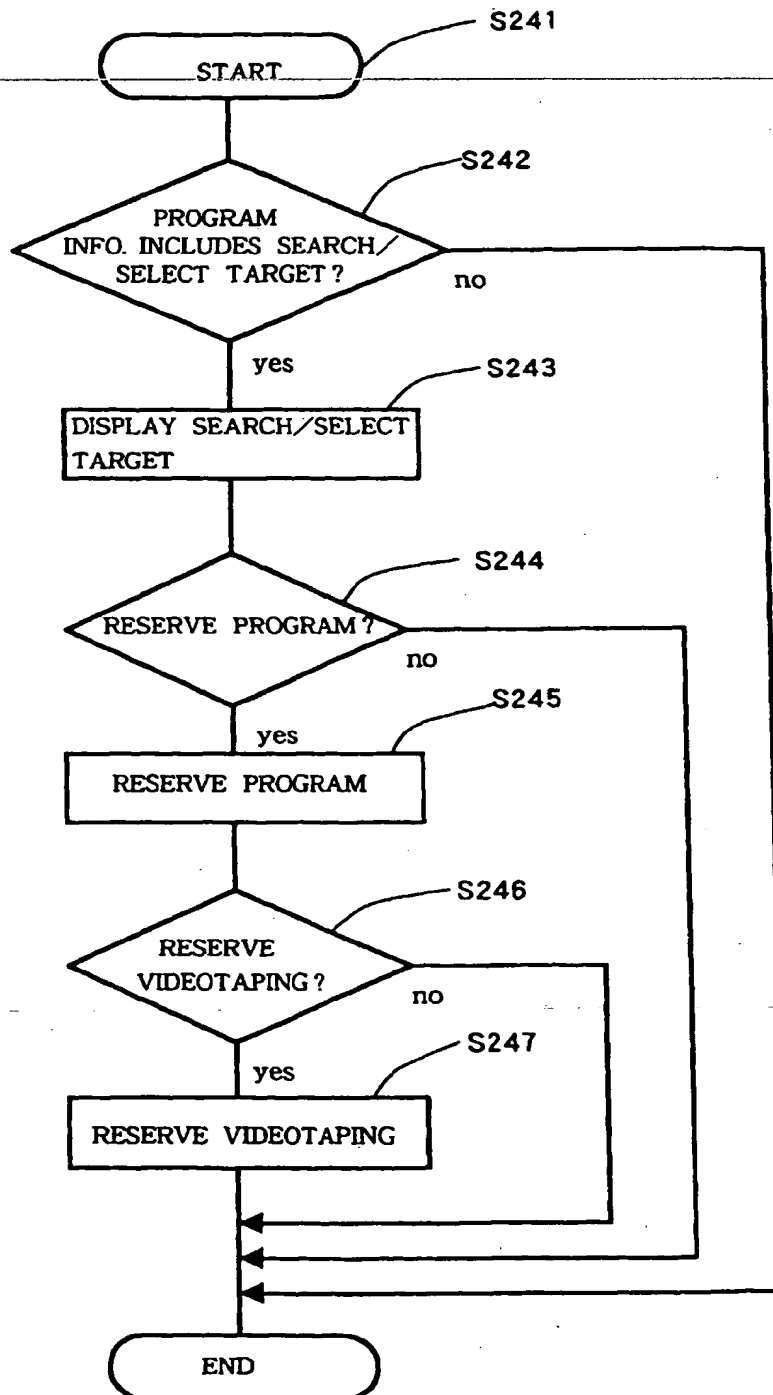 S241
START
S242
PROGRAM
INFO. INCLUDES SEARCH/
SELECT TARGET?
no
yes
S243
DISPLAY SEARCH/SELECT
TARGET
S244
RESERVE PROGRAM?
no
S245
yes
RESERVE PROGRAM
S246
RESERVE
VIDEOTAPING?
no
S247
yes
RESERVE VIDEOTAPING
END